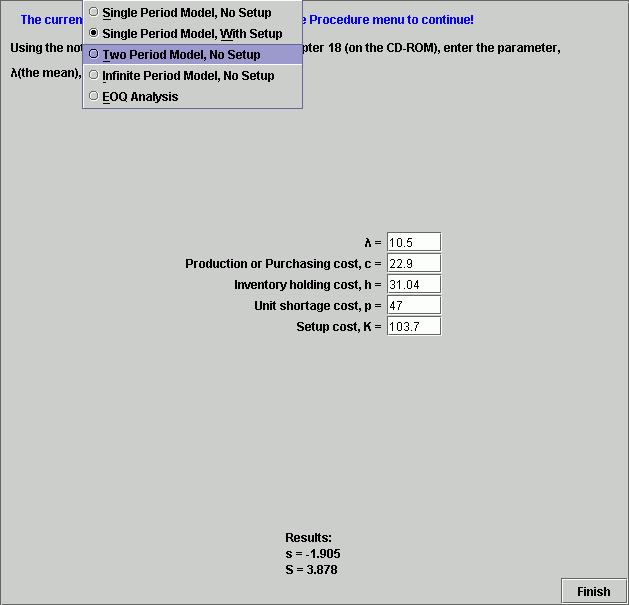 Single Period Model, No Setup
Single Period Model, With Setup
Two Period Model, No Setup
Infinite Period Model, No Setup
EOQ Analysis
The curren e Procedure menu to continue!
Using the not pter 18 (on the CD-ROM), enter the parameter,
λ(the mean),
λ = 10.5
Production or Purchasing cost, c = 22.9
Inventory holding cost, h = 31.04
Unit shortage cost, p = 47
Setup cost, K = 103.7
Results:
s = -1.905
S = 3.878
Finish